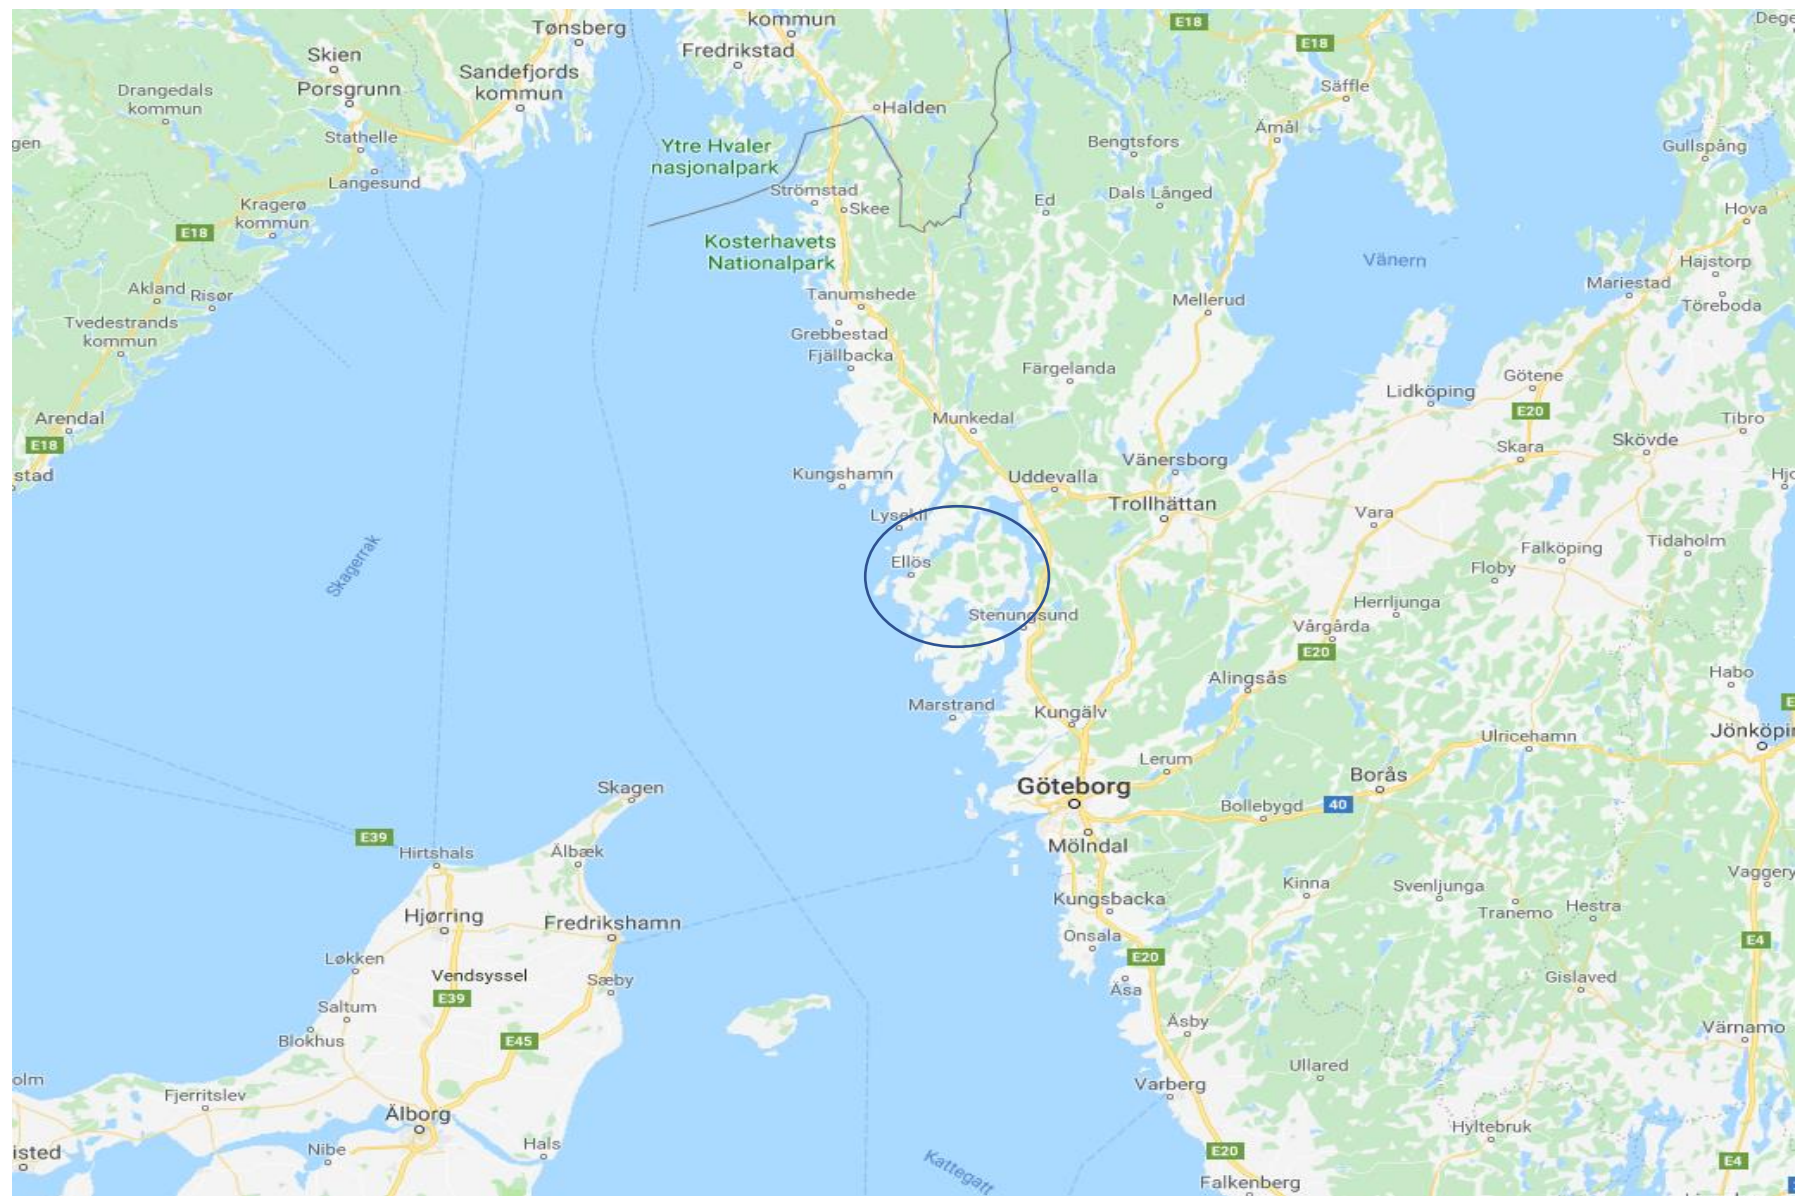 Tønsberg
kommun
E18
Dege
Skien
Fredrikstad
E18
Sandefjords
kommun
Porsgrunn
Drangedals
kommun
Säffle
Halden
gen
Stathelle
Ytre Hvaler
nasjonalpark
Bengtsfors
Åmål
Gullspång
Langesund
Strömstad
Skee
Ed
Dals Långed
Kragerø
kommun
E18
Hova
Kosterhavets
Nationalpark
Vänern
Hajstorp
Akland
Risør
Tanumshede
Mellerud
Mariestad
Töreboda
Tvedestrands
kommun
Grebbestad
Fjällbacka
Färgelanda
Götene
Lidköping
E20
Arendal
E18
Munkedal
Tibro
Skara
Skövde
stad
Kungshamn
Uddevalla
Vänersborg
Hjo
Trollhättan
Lysekil
Vara
Skagerrak
Ellös
Falköping
Tidaholm
Floby
Stenungsund
Herrljunga
Vårgårda
E20
Alingsås
Habo
Marstrand
Kungälv
E
Ulricehamn
Jönköpin
Lerum
Borås
Skagen
Göteborg
Bollebygd
40
E39
Hirtshals
Ålbæk
Mölndal
Kinna
Svenljunga
Vaggery
Hjørring
Fredrikshamn
Kungsbacka
Tranemo
Hestra
Onsala
E20
E4
Løkken
Vendsyssel
E39
Sæby
Åsa
Gislaved
Saltum
Blokhus
E45
Åsby
Värnamo
olm
Fjerritslev
Ullared
Varberg
Ålborg
Hyltebruk
isted
Nibe
Hals
Kattegatt
E20
E4
Falkenberg